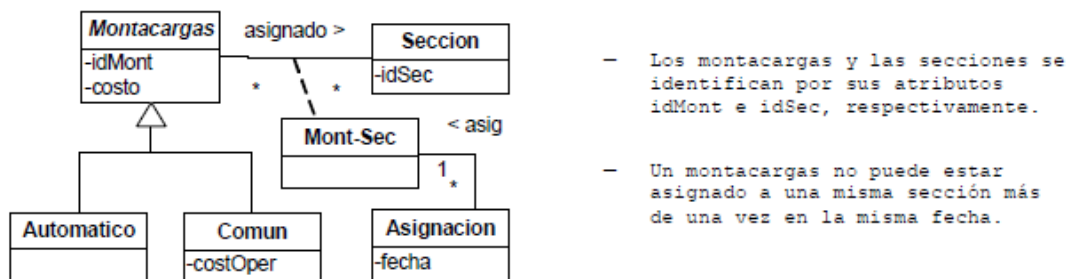 Montacargas
-idMont
-costo
asignado >
*
*
Seccion
-idSec
Mont-Sec
< asig
1
*
Automatico
Comun
-costOper
Asignacion
-fecha
– Los montacargas y las secciones se
identifican por sus atributos
idMont e idSec, respectivamente.
– Un montacargas no puede estar
asignado a una misma sección más
de una vez en la misma fecha.